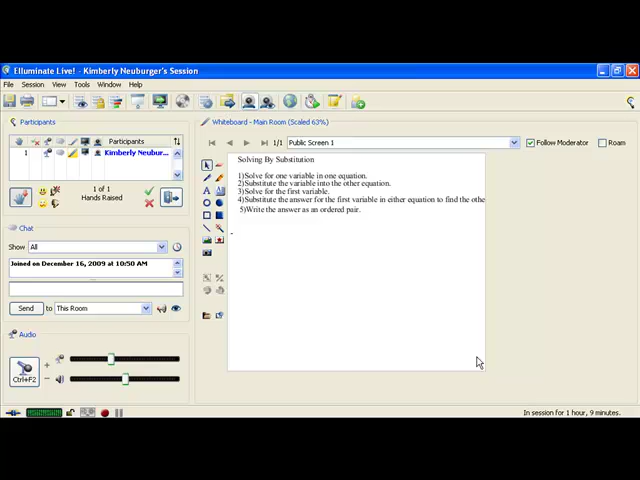 Elluminate Live! - Kimberly Neuburger's Session
File Session View Tools Window Help
Participants
Participants
1 Kimberly Neubur...
1 of 1
Hands Raised
Chat
Show All
Joined on December 16, 2009 at 10:50 AM
Send to This Room
Audio
Ctrl+F2
Whiteboard - Main Room (Scaled 63%)
1/1 Public Screen 1 Follow Moderator Roam
Solving By Substitution
1)Solve for one variable in one equation.
2)Substitute the variable into the other equation.
3)Solve for the first variable.
4)Substitute the answer for the first variable in either equation to find the othe
5)Write the answer as an ordered pair.
In session for 1 hour, 9 minutes.